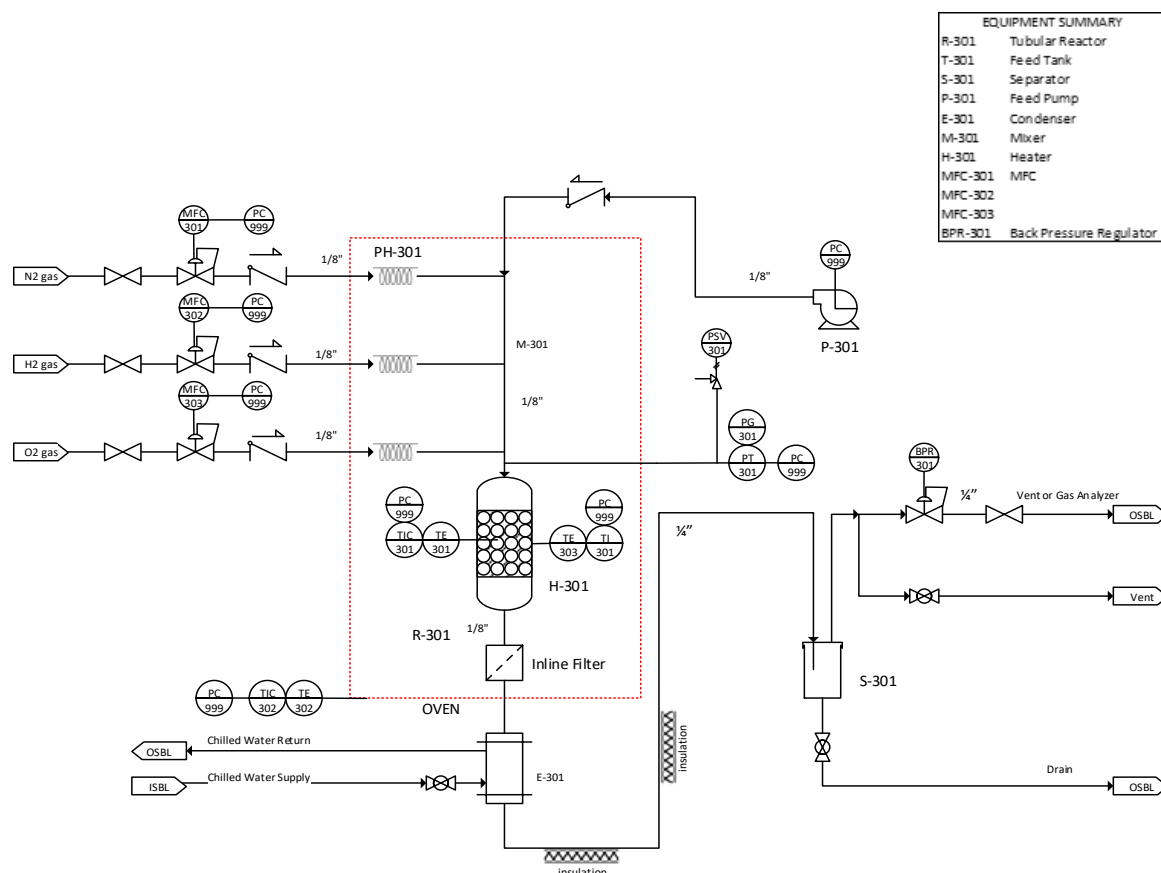 EQUIPMENT SUMMARY
R-301 Tubular Reactor
T-301 Feed Tank
S-301 Separator
P-301 Feed Pump
E-301 Condenser
M-301 Mixer
H-301 Heater
MFC-301 MFC
MFC-302
MFC-303
BPR-301 Back Pressure Regulator
MFC
301
PC
999
N2 gas
1/8"
PH-301
1/8"
PC
999
P-301
MFC
302
PC
999
H2 gas
1/8"
M-301
PSV
301
MFC
303
PC
999
O2 gas
1/8"
1/8"
PG
301
PT
301
PC
999
BPR
301
¼”
Vent or Gas Analyzer
OSBL
PC
999
TIC
301
TE
301
PC
999
TE
303
TI
301
H-301
¼”
Vent
R-301
1/8"
Inline Filter
S-301
PC
999
TIC
302
TE
302
OVEN
OSBL
Chilled Water Return
ISBL
Chilled Water Supply
E-301
insulation
Drain
OSBL
insulation